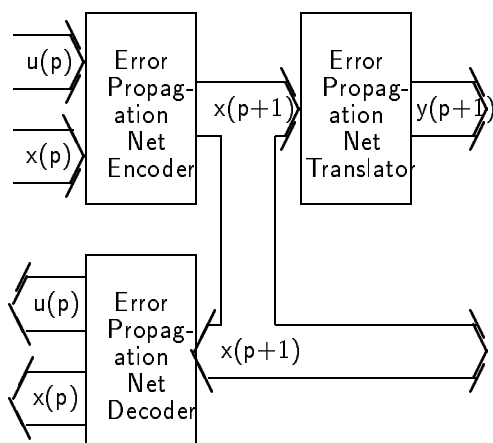 u(p)
x(p)
Error
Propag-
ation
Net
Encoder
x(p+1)
Error
Propag-
ation
Net
Translator
y(p+1)
u(p)
x(p)
Error
Propag-
ation
Net
Decoder
x(p+1)